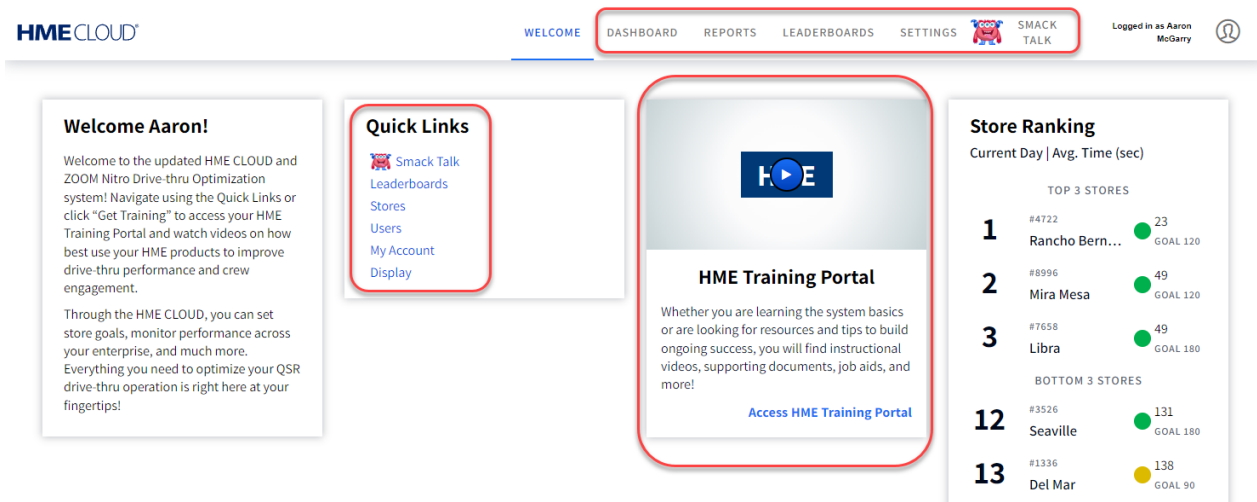 HME CLOUD®
WELCOME
DASHBOARD
REPORTS
LEADERBOARDS
SETTINGS
SMACK
TALK
Logged in as Aaron
McGarry
Welcome Aaron!
Welcome to the updated HME CLOUD and
ZOOM Nitro Drive-thru Optimization
system! Navigate using the Quick Links or
click “Get Training” to access your HME
Training Portal and watch videos on how
best use your HME products to improve
drive-thru performance and crew
engagement.
Through the HME CLOUD, you can set
store goals, monitor performance across
your enterprise, and much more.
Everything you need to optimize your QSR
drive-thru operation is right here at your
fingertips!
Quick Links
Smack Talk
Leaderboards
Stores
Users
My Account
Display
HME
HME Training Portal
Whether you are learning the system basics
or are looking for resources and tips to build
ongoing success, you will find instructional
videos, supporting documents, job aids, and
more!
Access HME Training Portal
Store Ranking
Current Day | Avg. Time (sec)
TOP 3 STORES
1 #4722 23
Rancho Bern... GOAL 120
2 #8996 49
Mira Mesa GOAL 120
3 #7658 49
Libra GOAL 180
BOTTOM 3 STORES
12 #3526 131
Seaville GOAL 180
13 #1336 138
Del Mar GOAL 90